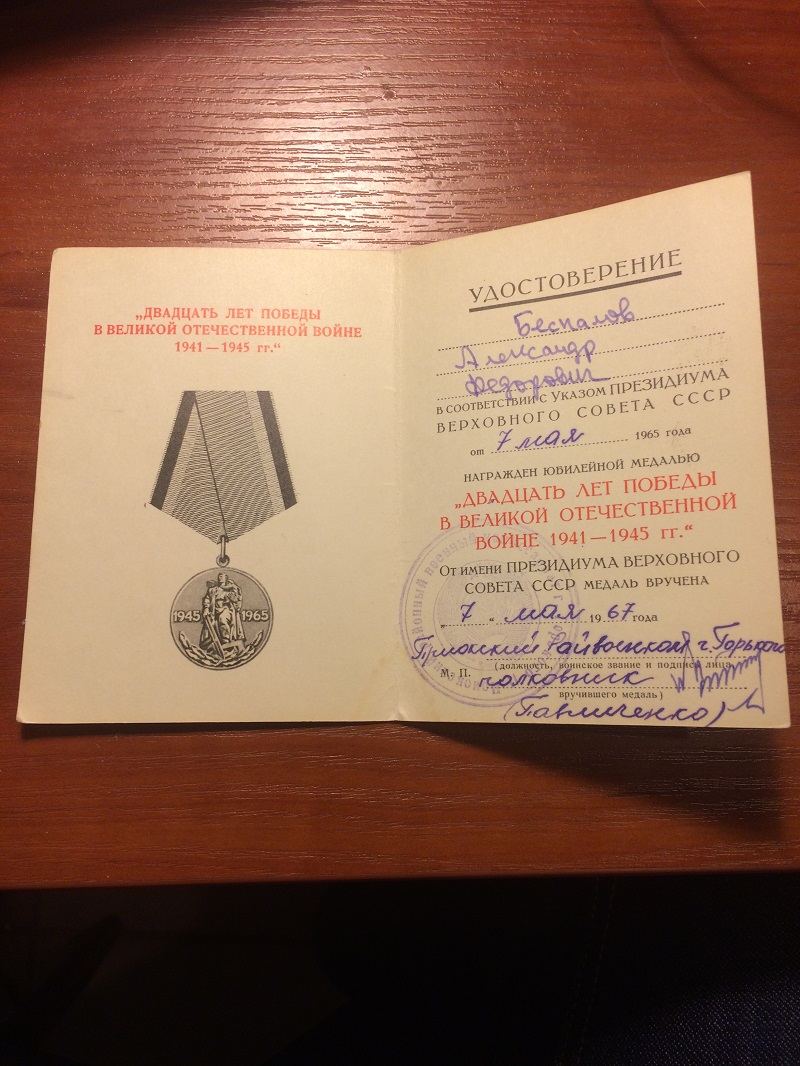 „ДВАДЦАТЬ ЛЕТ ПОБЕДЫ
В ВЕЛИКОЙ ОТЕЧЕСТВЕННОЙ ВОЙНЕ
1941—1945 гг.“
1945 1965
УДОСТОВЕРЕНИЕ
Беспалов
Александр
Федорович
В СООТВЕТСТВИИ С УКАЗОМ ПРЕЗИДИУМА
ВЕРХОВНОГО СОВЕТА СССР
от 7 мая 1965 года
НАГРАЖДЕН ЮБИЛЕЙНОЙ МЕДАЛЬЮ
„ДВАДЦАТЬ ЛЕТ ПОБЕДЫ
В ВЕЛИКОЙ ОТЕЧЕСТВЕННОЙ
ВОЙНЕ 1941—1945 гг.“
От имени ПРЕЗИДИУМА ВЕРХОВНОГО
СОВЕТА СССР МЕДАЛЬ ВРУЧЕНА
„7“ мая 1967 года
райвоенком г. Горького
(должность, воинское звание и подпись лица,
М. П. полковник
вручившего медаль)
(Павличенко)